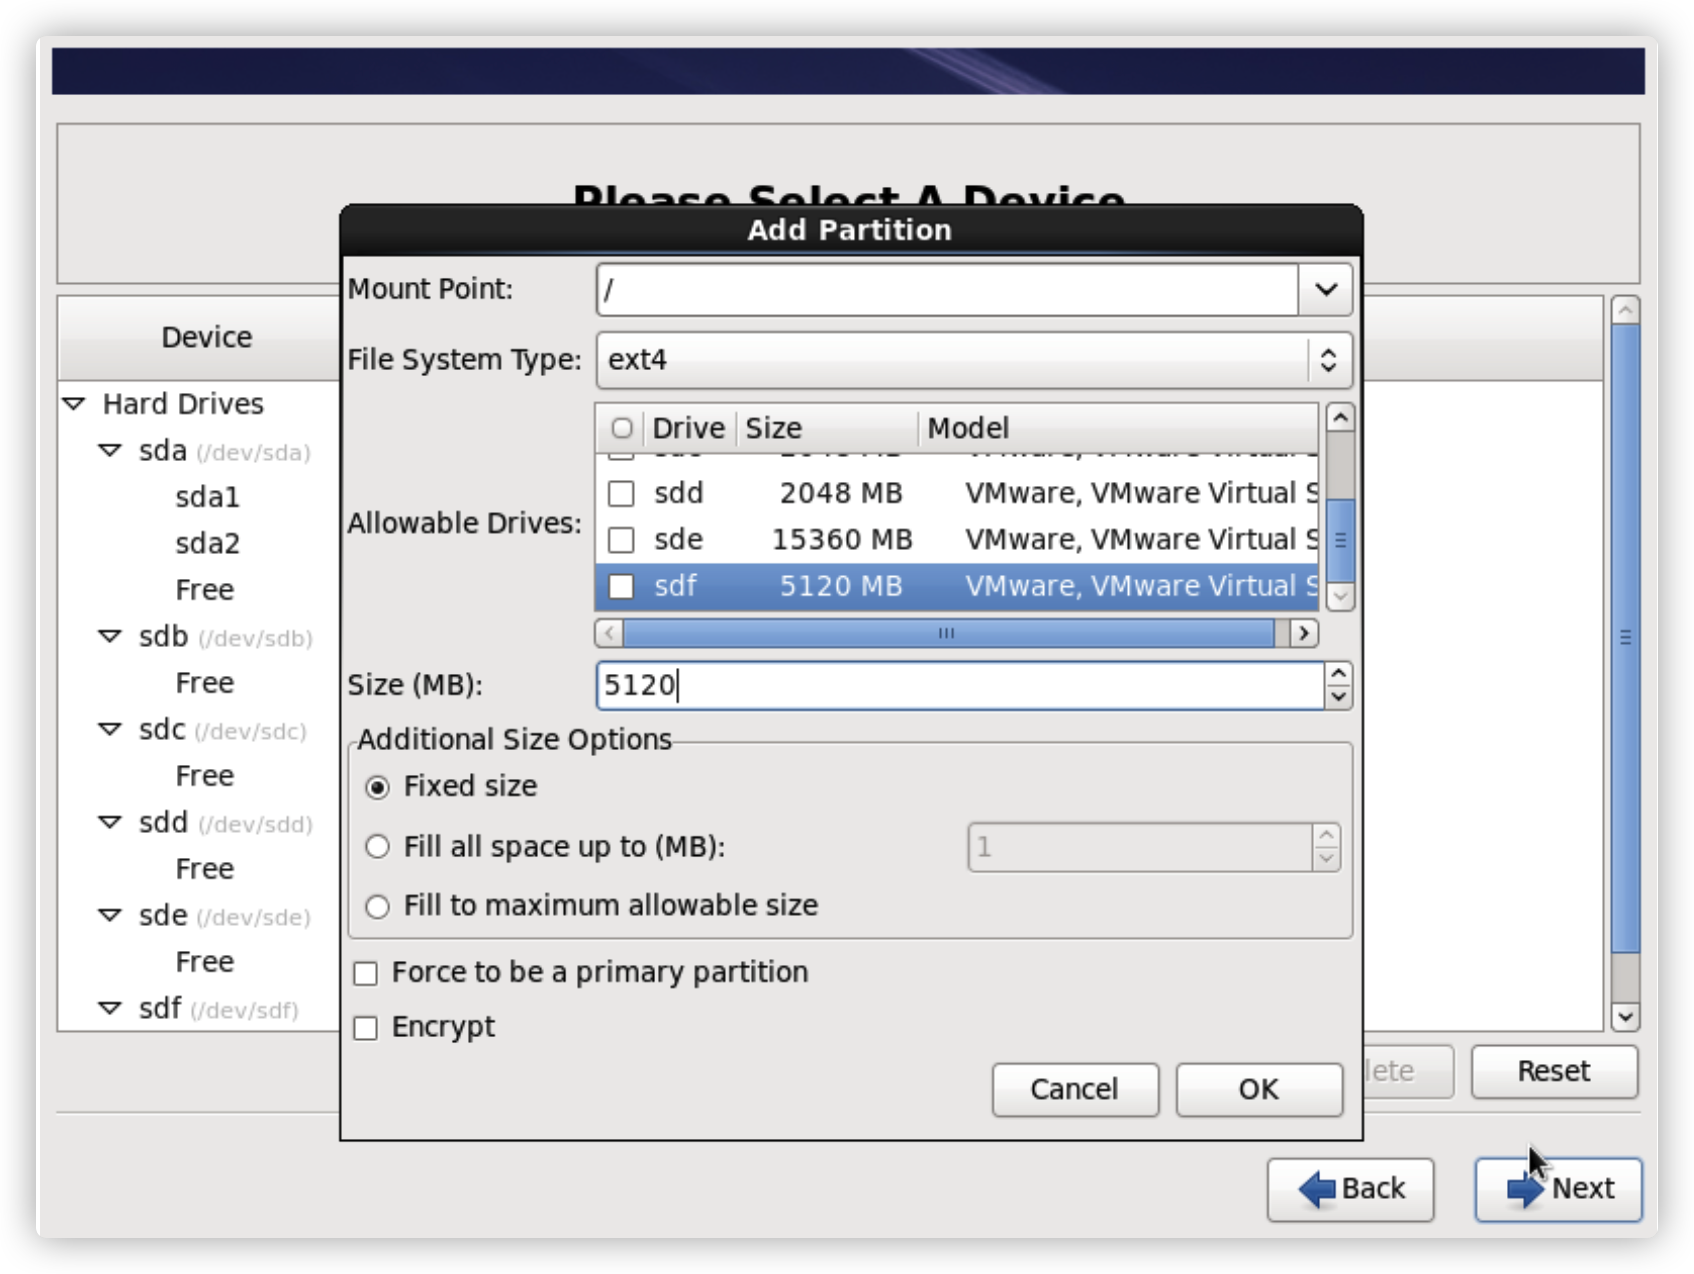 Please Select A Device
Add Partition
Mount Point: /
File System Type: ext4
Device
Drive Size Model
Allowable Drives:
sdd 2048 MB VMware, VMware Virtual S
sde 15360 MB VMware, VMware Virtual S
sdf 5120 MB VMware, VMware Virtual S
Size (MB): 5120
Additional Size Options
Fixed size
Fill all space up to (MB): 1
Fill to maximum allowable size
Force to be a primary partition
Encrypt
Cancel OK
Hard Drives
sda (/dev/sda)
sda1
sda2
Free
sdb (/dev/sdb)
Free
sdc (/dev/sdc)
Free
sdd (/dev/sdd)
Free
sde (/dev/sde)
Free
sdf (/dev/sdf)
lete Reset
Back Next